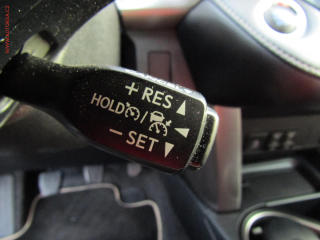 + RES ▲
HOLD / ◄
− SET ▼